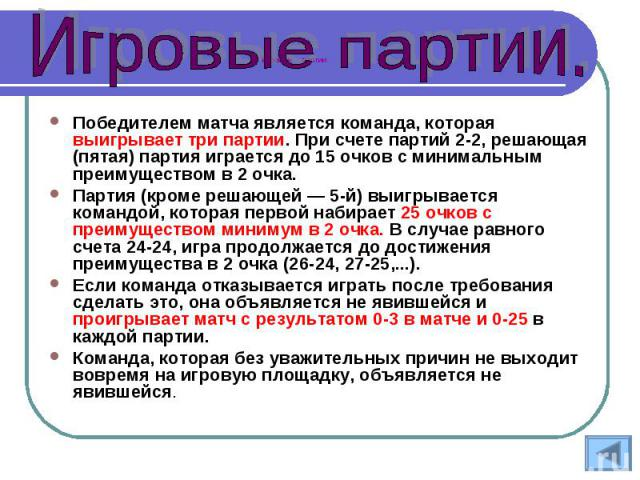 Игровые партии.
Победителем матча является команда, которая
выигрывает три партии. При счете партий 2-2, решающая
(пятая) партия играется до 15 очков с минимальным
преимуществом в 2 очка.
Партия (кроме решающей — 5-й) выигрывается
командой, которая первой набирает 25 очков с
преимуществом минимум в 2 очка. В случае равного
счета 24-24, игра продолжается до достижения
преимущества в 2 очка (26-24, 27-25,...).
Если команда отказывается играть после требования
сделать это, она объявляется не явившейся и
проигрывает матч с результатом 0-3 в матче и 0-25 в
каждой партии.
Команда, которая без уважительных причин не выходит
вовремя на игровую площадку, объявляется не
явившейся.
.ru